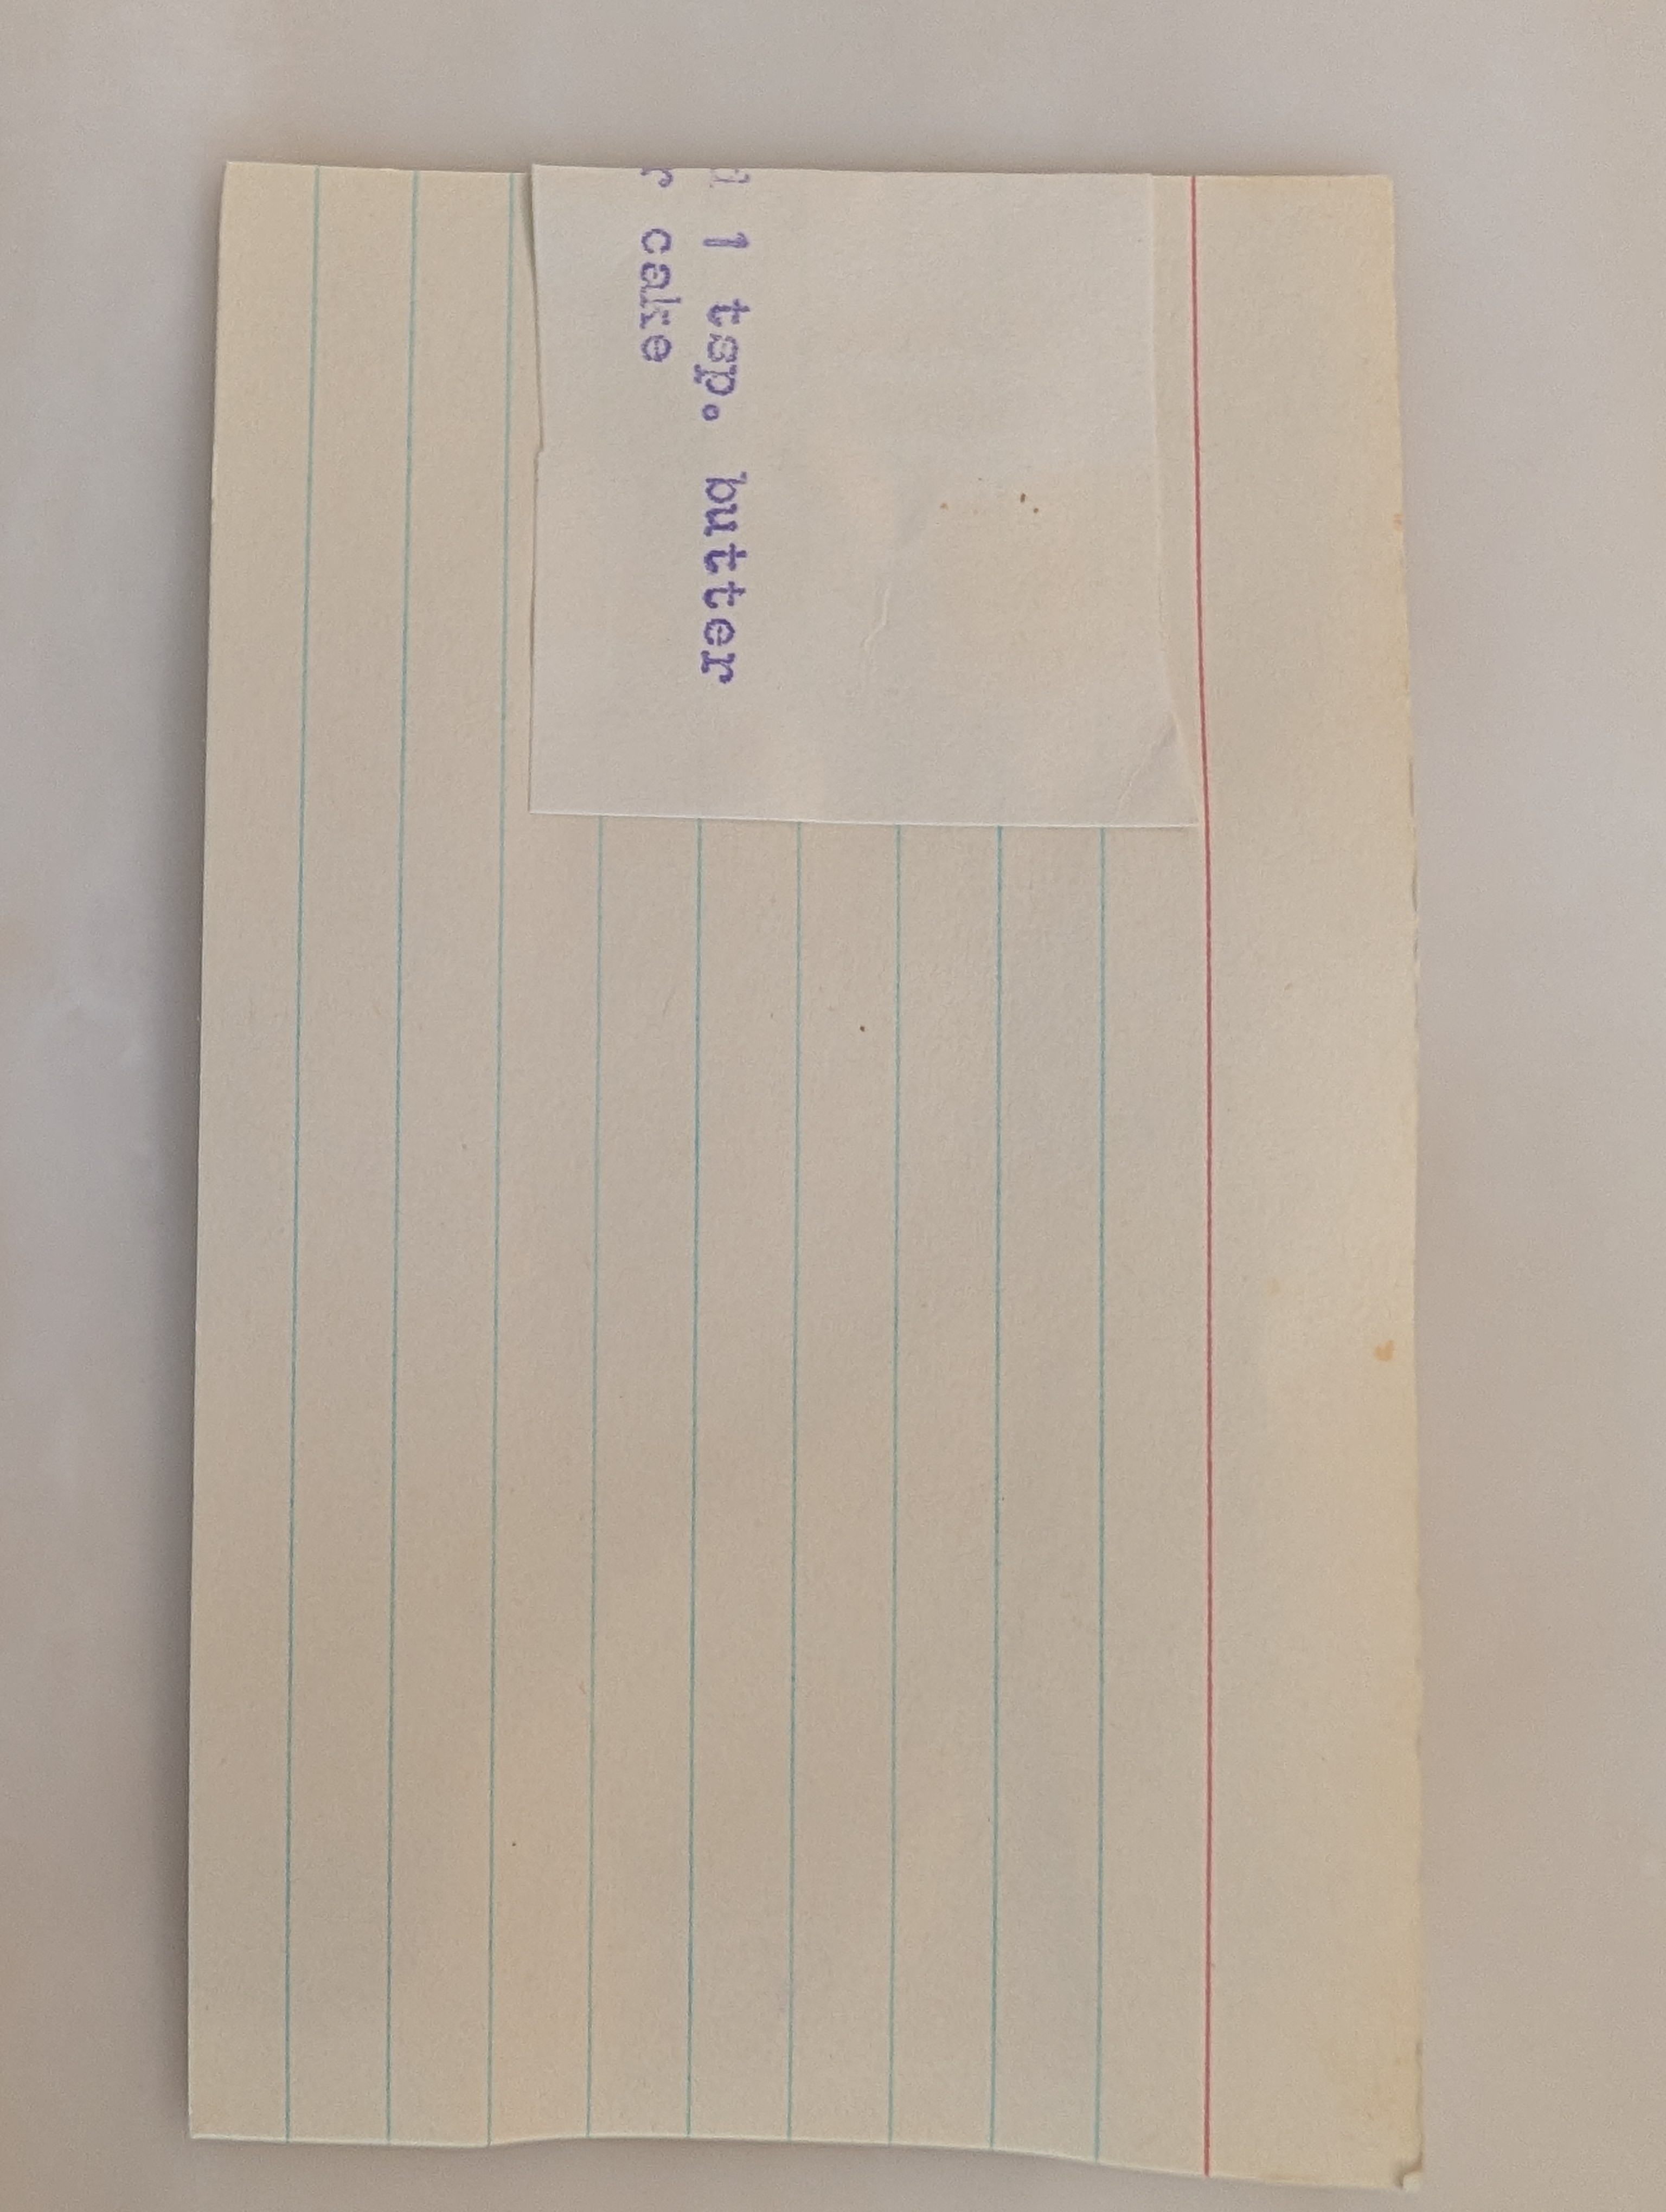 d 1 tsp. butter
r cake